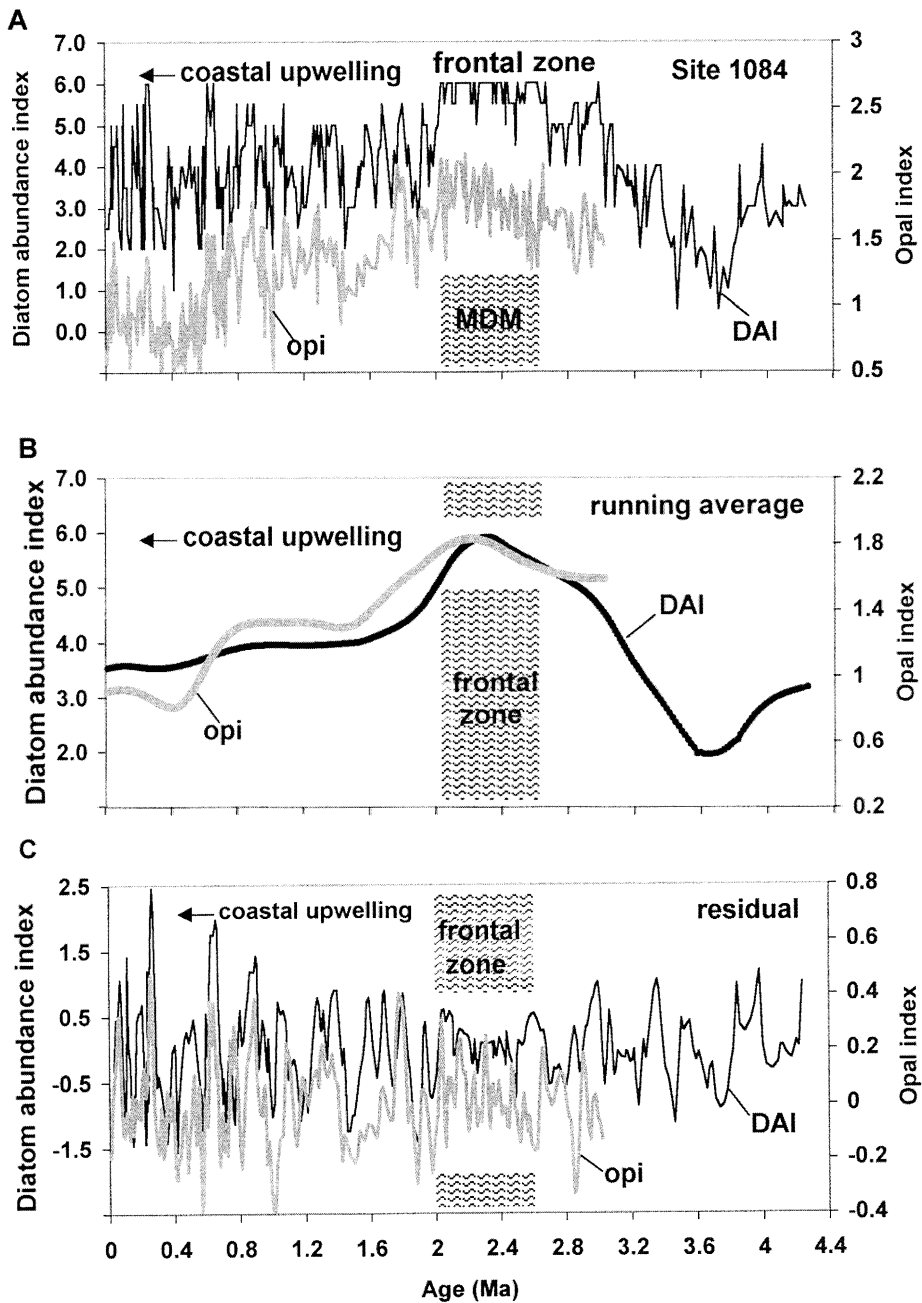 A
7.0
6.0
5.0
4.0
3.0
2.0
1.0
0.0
Diatom abundance index
coastal upwelling
frontal zone
Site 1084
MDM
opi
DAI
3
2.5
2
1.5
1
0.5
Opal index
B
7.0
6.0
5.0
4.0
3.0
2.0
Diatom abundance index
coastal upwelling
running average
frontal
zone
opi
DAI
2.2
1.8
1.4
1
0.6
0.2
Opal index
C
2.5
1.5
0.5
-0.5
-1.5
Diatom abundance index
coastal upwelling
frontal
zone
residual
DAI
opi
0.8
0.6
0.4
0.2
0
-0.2
-0.4
Opal index
0 0.4 0.8 1.2 1.6 2 2.4 2.8 3.2 3.6 4 4.4
Age (Ma)